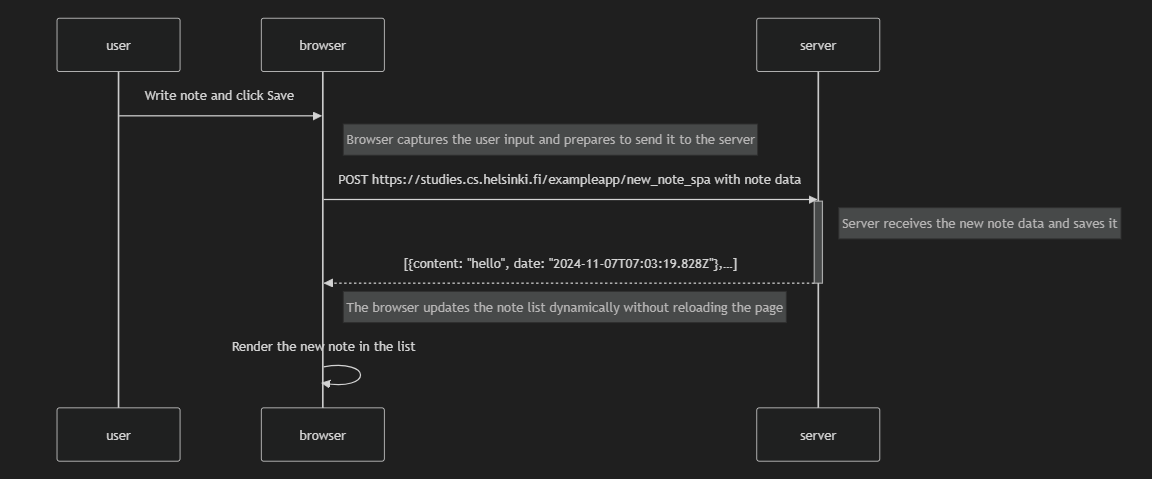 user browser server
Write note and click Save
Browser captures the user input and prepares to send it to the server
POST https://studies.cs.helsinki.fi/exampleapp/new_note_spa with note data
Server receives the new note data and saves it
[{content: "hello", date: "2024-11-07T07:03:19.828Z"},...]
The browser updates the note list dynamically without reloading the page
Render the new note in the list
user browser server